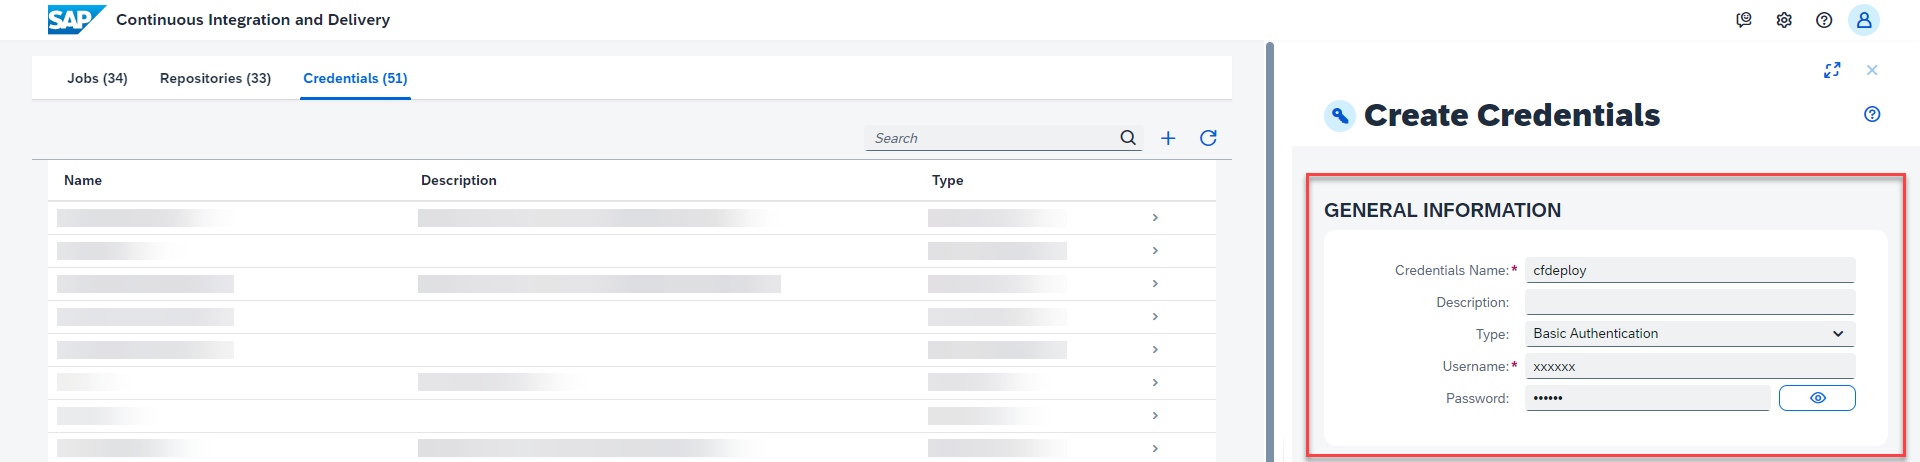 SAP Continuous Integration and Delivery
Jobs (34) Repositories (33) Credentials (51)
Search
Name Description Type
Create Credentials
GENERAL INFORMATION
Credentials Name:* cfdeploy
Description:
Type: Basic Authentication
Username:* xxxxxx
Password: ••••••